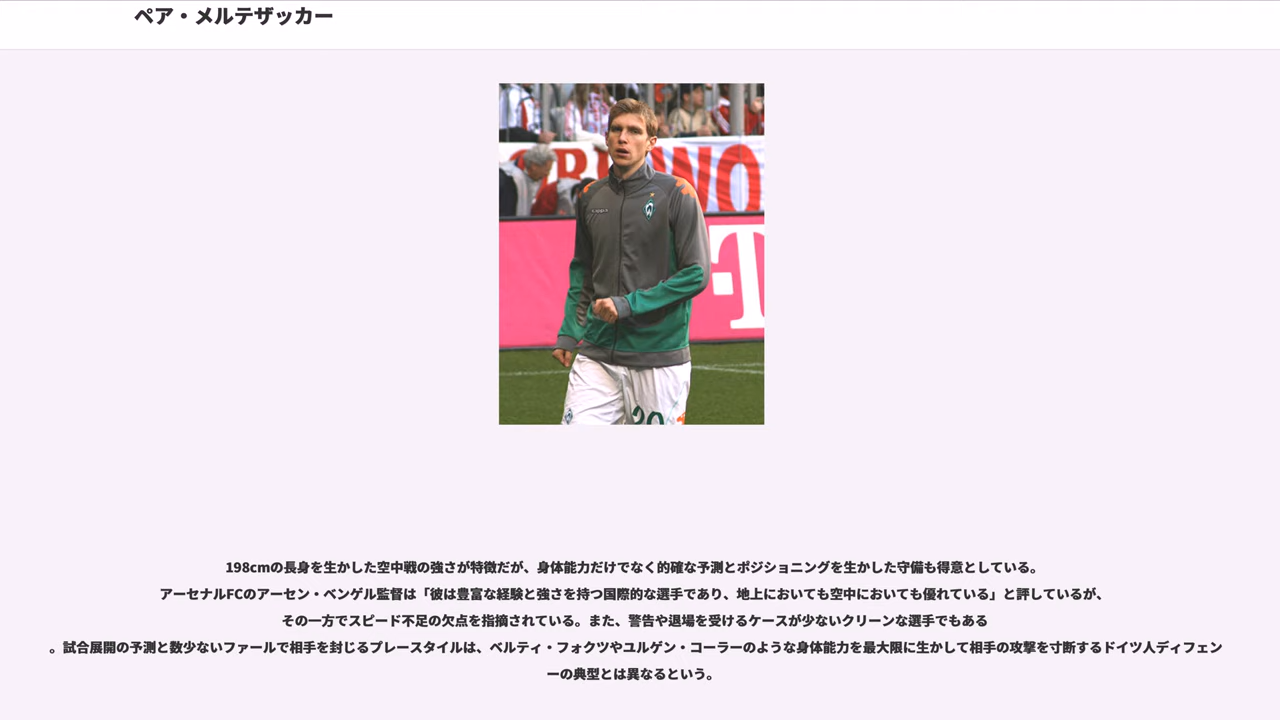 ペア・メルテザッカー
Kappa
W
T
29
198cmの長身を生かした空中戦の強さが特徴だが、身体能力だけでなく的確な予測とポジショニングを生かした守備も得意としている。
アーセナルFCのアーセン・ベンゲル監督は「彼は豊富な経験と強さを持つ国際的な選手であり、地上においても空中においても優れている」と評しているが、
その一方でスピード不足の欠点を指摘されている。また、警告や退場を受けるケースが少ないクリーンな選手でもある
。試合展開の予測と数少ないファールで相手を封じるプレースタイルは、ベルティ・フォクツやユルゲン・コーラーのような身体能力を最大限に生かして相手の攻撃を寸断するドイツ人ディフェン
ーの典型とは異なるという。